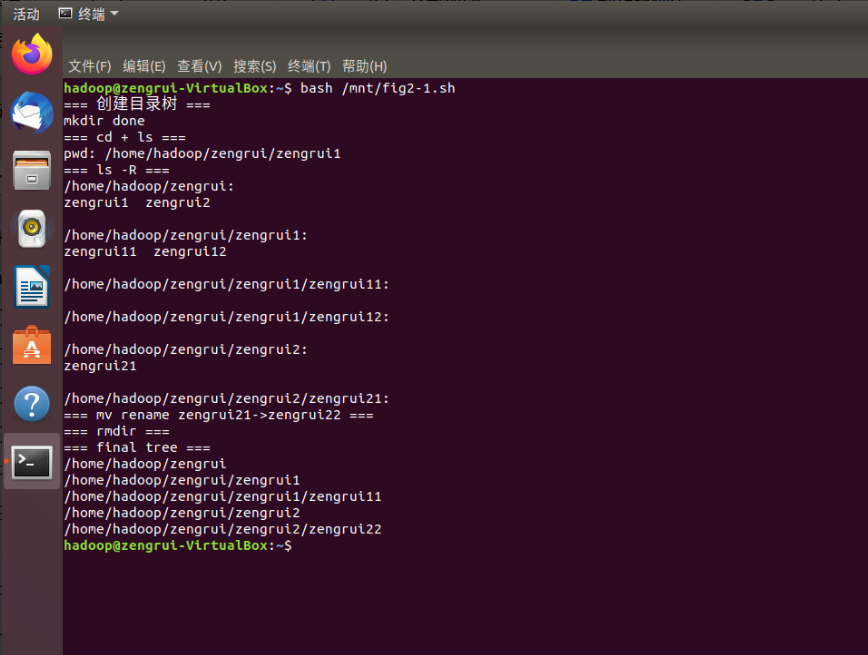 活动 终端
文件(F) 编辑(E) 查看(V) 搜索(S) 终端(T) 帮助(H)
hadoop@zengrui-VirtualBox:~$ bash /mnt/fig2-1.sh
=== 创建目录树 ===
mkdir done
=== cd + ls ===
pwd: /home/hadoop/zengrui/zengrui1
=== ls -R ===
/home/hadoop/zengrui:
zengrui1  zengrui2
/home/hadoop/zengrui/zengrui1:
zengrui11  zengrui12
/home/hadoop/zengrui/zengrui1/zengrui11:
/home/hadoop/zengrui/zengrui1/zengrui12:
/home/hadoop/zengrui/zengrui2:
zengrui21
/home/hadoop/zengrui/zengrui2/zengrui21:
=== mv rename zengrui21->zengrui22 ===
=== rmdir ===
=== final tree ===
/home/hadoop/zengrui
/home/hadoop/zengrui/zengrui1
/home/hadoop/zengrui/zengrui1/zengrui11
/home/hadoop/zengrui/zengrui2
/home/hadoop/zengrui/zengrui2/zengrui22
hadoop@zengrui-VirtualBox:~$